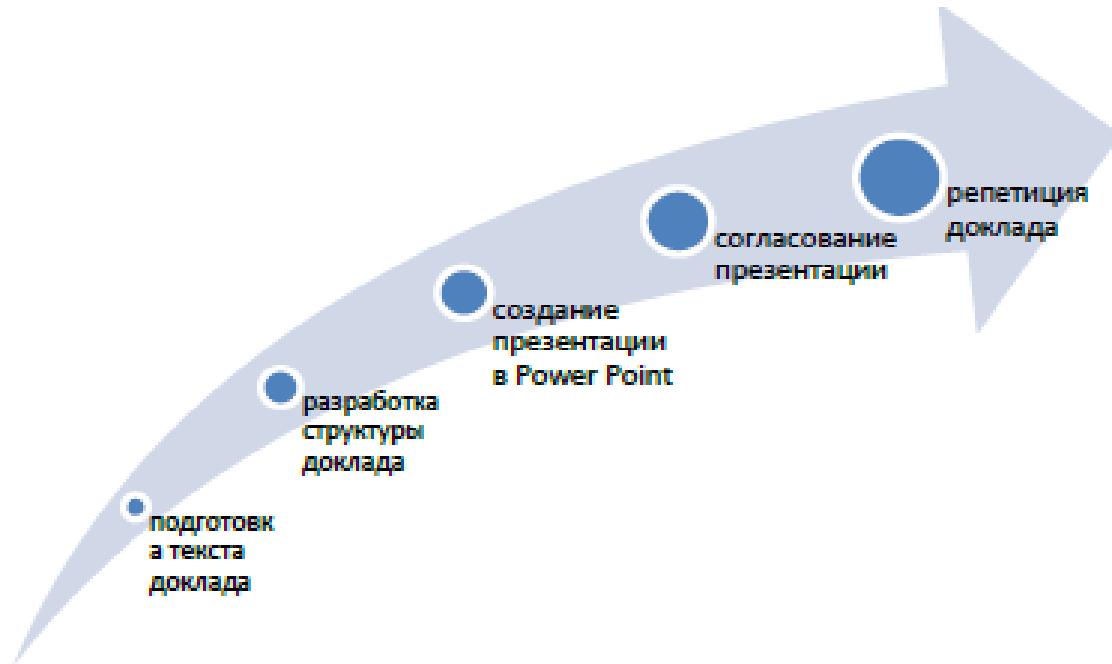 подготовк
а текста
доклада
разработка
структуры
доклада
создание
презентации
в Power Point
согласование
презентации
репетиция
доклада